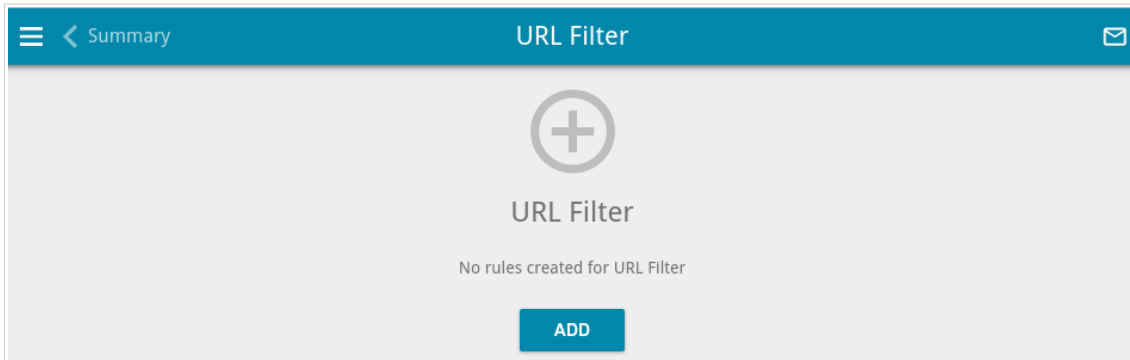 Summary
URL Filter
URL Filter
No rules created for URL Filter
ADD